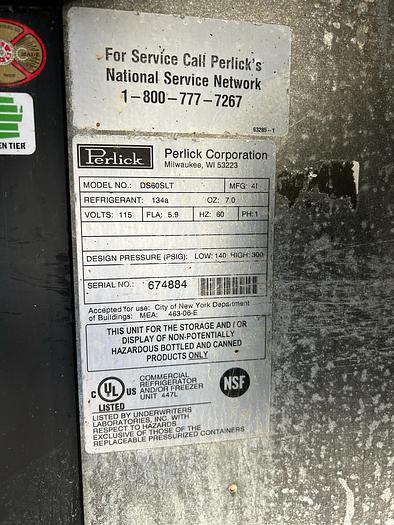 MADE
EN TIER
For Service Call Perlick's
National Service Network
1-800-777-7267
63285-1
Perlick
Perlick Corporation
Milwaukee, WI 53223
MODEL NO.: DS60SLT MFG: 4I
REFRIGERANT: 134a OZ: 7.0
VOLTS: 115 FLA: 5.9 HZ: 60 PH:1
DESIGN PRESSURE (PSIG): LOW: 140 HIGH: 300
SERIAL NO.: 674884
Accepted for use: City of New York Department
of Buildings: MEA: 463-06-E
THIS UNIT FOR THE STORAGE AND / OR
DISPLAY OF NON-POTENTIALLY
HAZARDOUS BOTTLED AND CANNED
PRODUCTS ONLY
C UL US
LISTED
COMMERCIAL
REFRIGERATOR
AND/OR FREEZER
UNIT 447L
NSF
LISTED BY UNDERWRITERS
LABORATORIES, INC. WITH
RESPECT TO HAZARDS
EXCLUSIVE OF THOSE OF THE
REPLACEABLE PRESSURIZED CONTAINERS